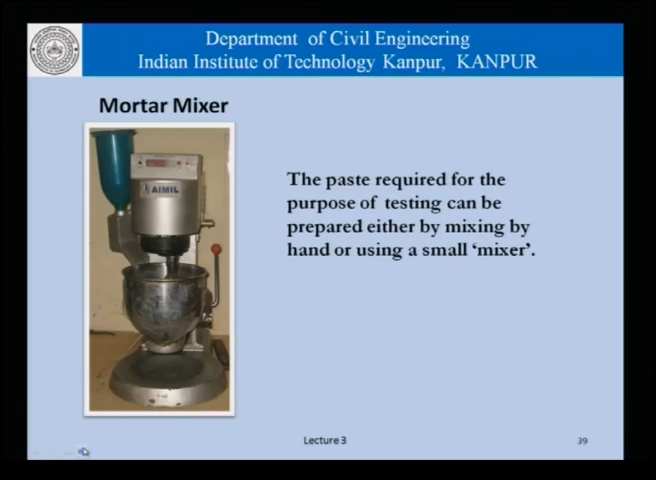 Department of Civil Engineering
Indian Institute of Technology Kanpur, KANPUR
Mortar Mixer
AIMIL
The paste required for the
purpose of testing can be
prepared either by mixing by
hand or using a small ‘mixer’.
Lecture 3
39